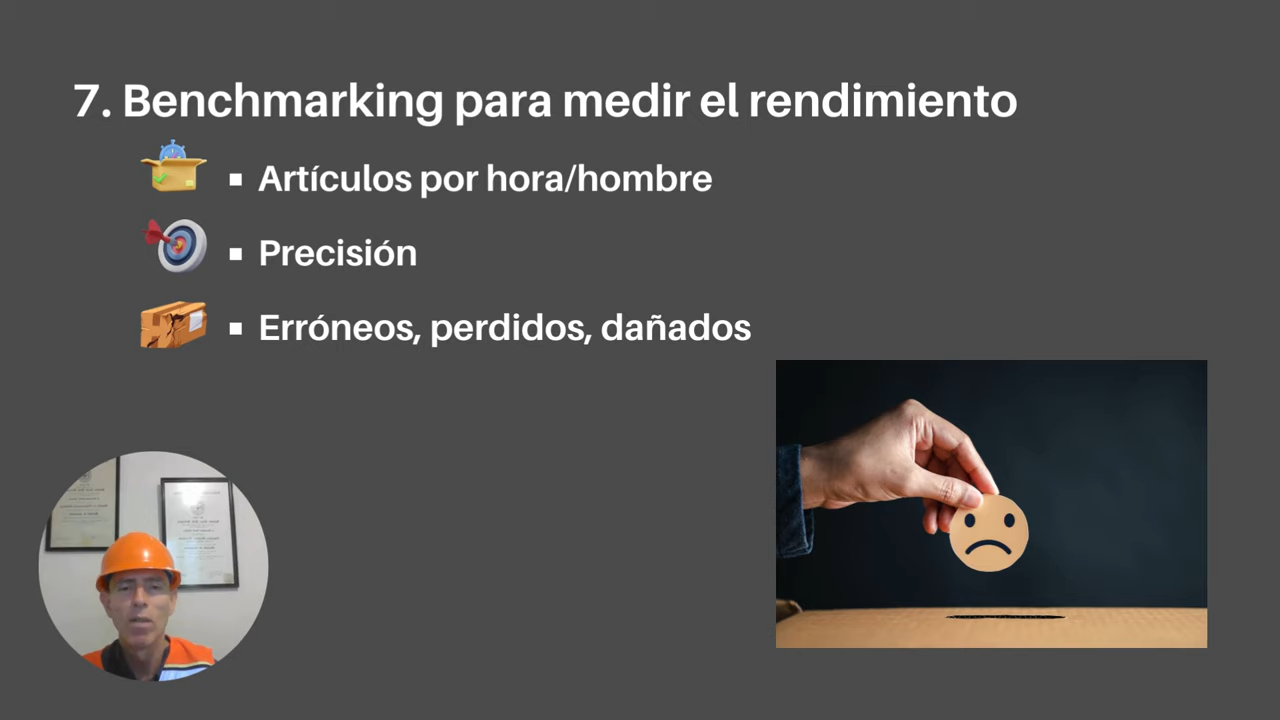 7. Benchmarking para medir el rendimiento
▪ Artículos por hora/hombre
▪ Precisión
▪ Erróneos, perdidos, dañados